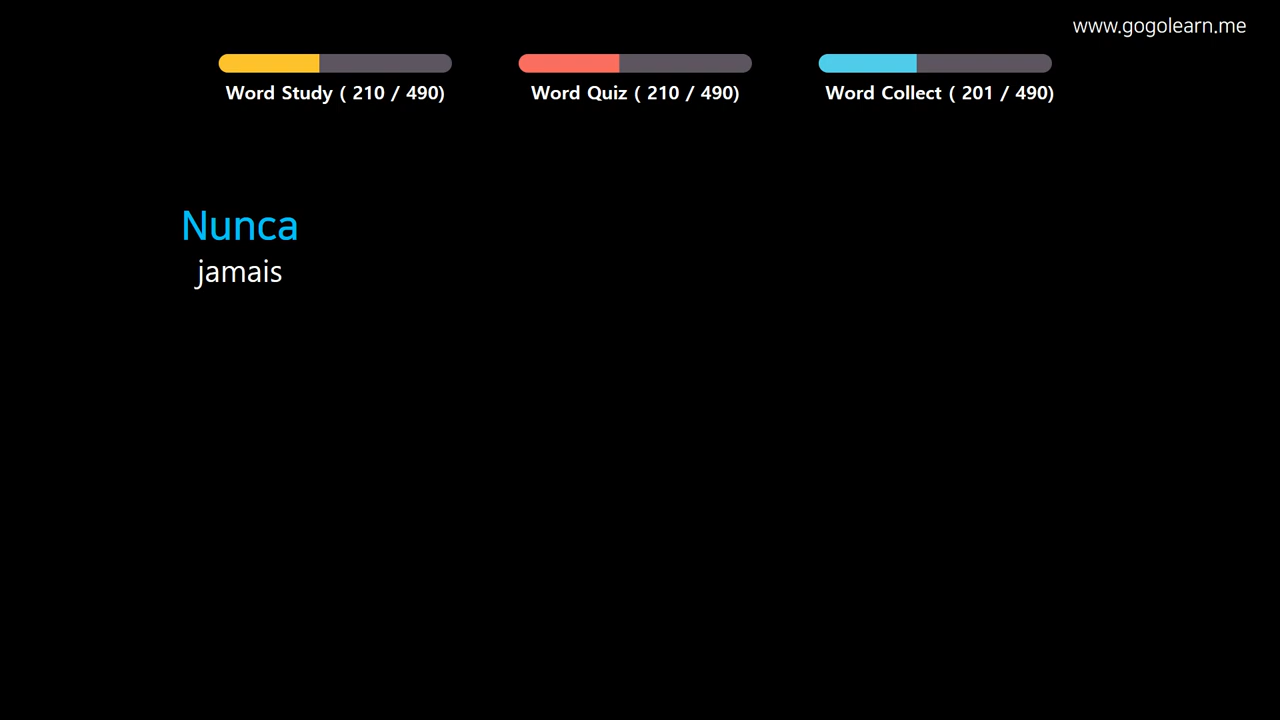 www.gogolearn.me
Word Study ( 210 / 490)
Word Quiz ( 210 / 490)
Word Collect ( 201 / 490)
Nunca
jamais